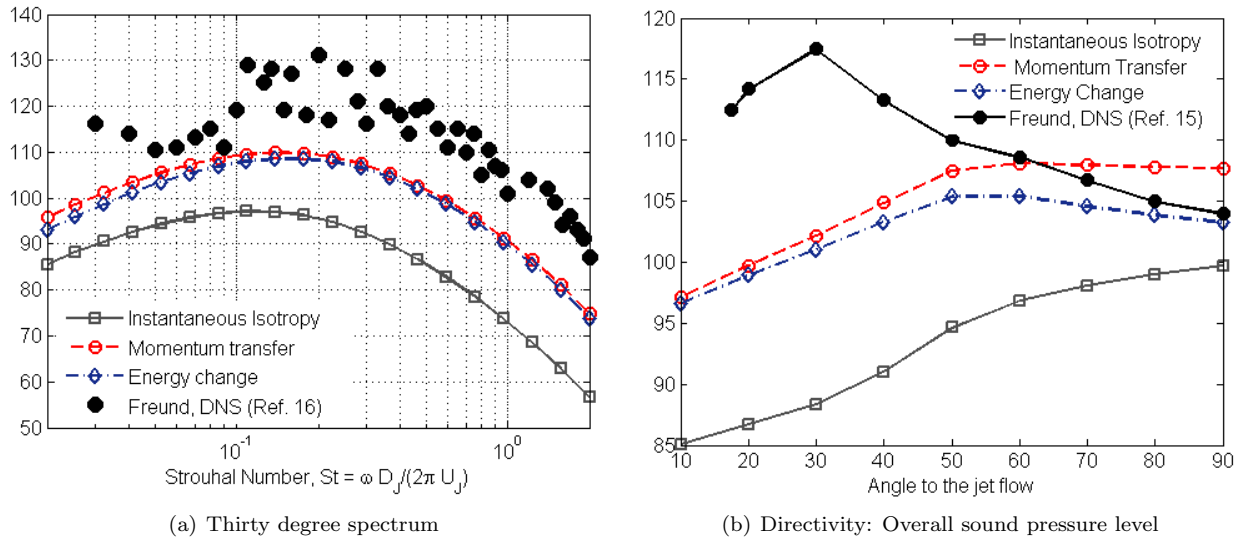 140
130
120
110
100
90
80
70
60
50
10⁻¹
10⁰
Instantaneous Isotropy
Momentum transfer
Energy change
Freund, DNS (Ref. 16)
Strouhal Number, St = ω D_J/(2π U_J)
(a) Thirty degree spectrum
120
115
110
105
100
95
90
85
10 20 30 40 50 60 70 80 90
Instantaneous Isotropy
Momentum Transfer
Energy Change
Freund, DNS (Ref. 15)
Angle to the jet flow
(b) Directivity: Overall sound pressure level